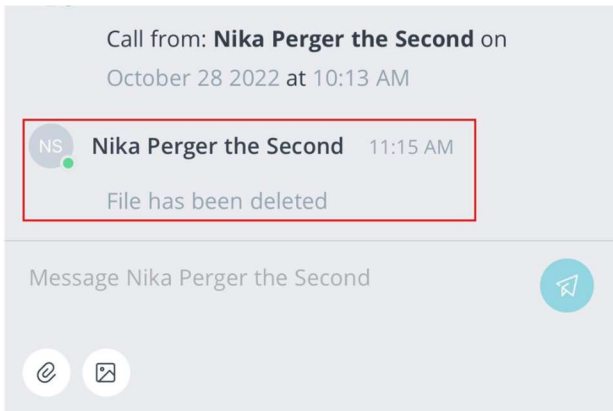 Call from: Nika Perger the Second on
October 28 2022 at 10:13 AM
NS Nika Perger the Second 11:15 AM
File has been deleted
Message Nika Perger the Second